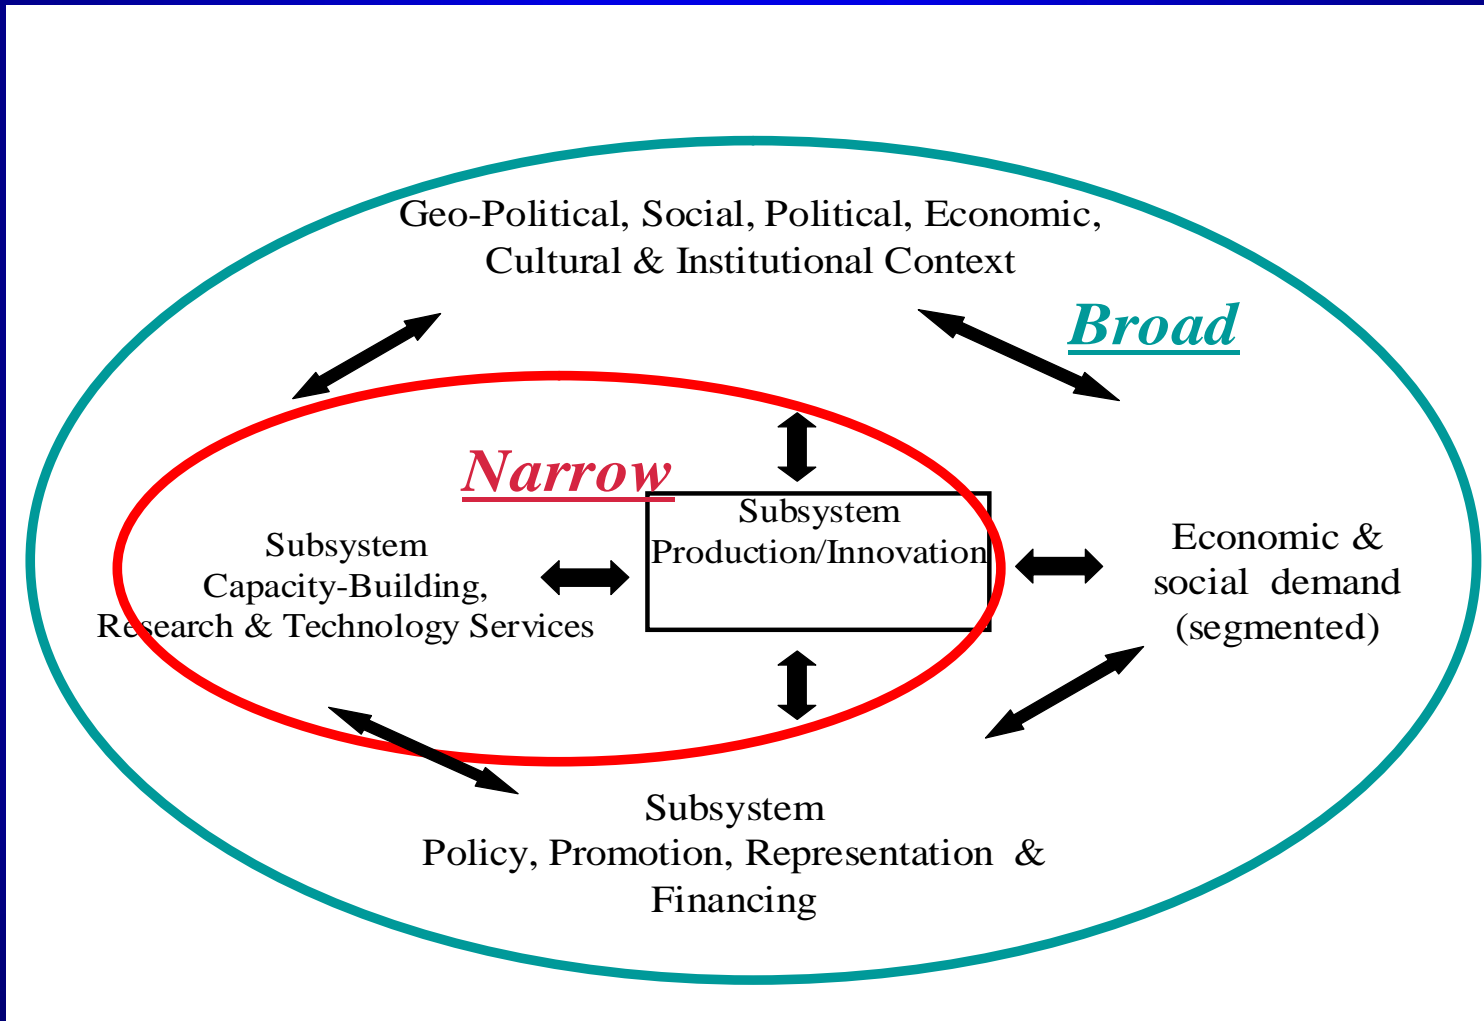 Geo-Political, Social, Political, Economic,
Cultural & Institutional Context
Broad
Narrow
Subsystem
Production/Innovation
Subsystem
Capacity-Building,
Research & Technology Services
Economic &
social demand
(segmented)
Subsystem
Policy, Promotion, Representation &
Financing